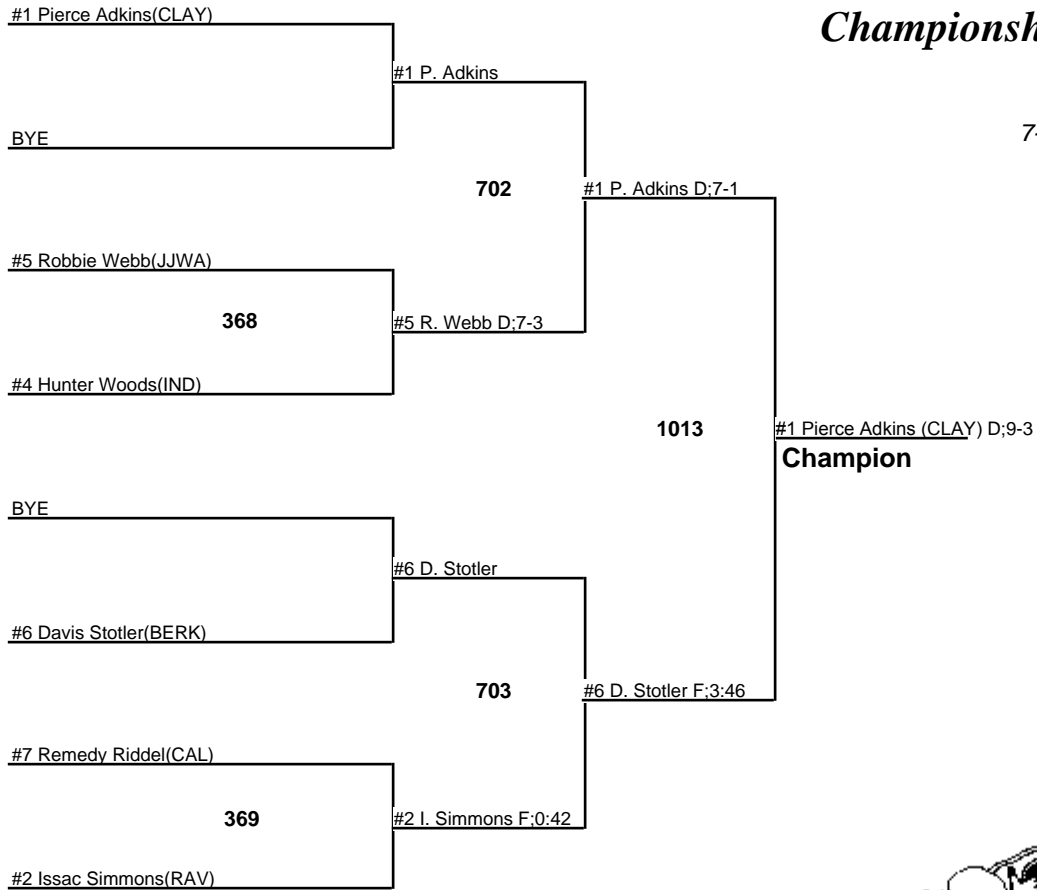 #1 Pierce Adkins(CLAY)
Championsh
#1 P. Adkins
7-
BYE
702
#1 P. Adkins D;7-1
#5 Robbie Webb(JJWA)
368
#5 R. Webb D;7-3
#4 Hunter Woods(IND)
1013
#1 Pierce Adkins (CLAY) D;9-3
Champion
BYE
#6 D. Stotler
#6 Davis Stotler(BERK)
703
#6 D. Stotler F;3:46
#7 Remedy Riddel(CAL)
369
#2 I. Simmons F;0:42
#2 Issac Simmons(RAV)